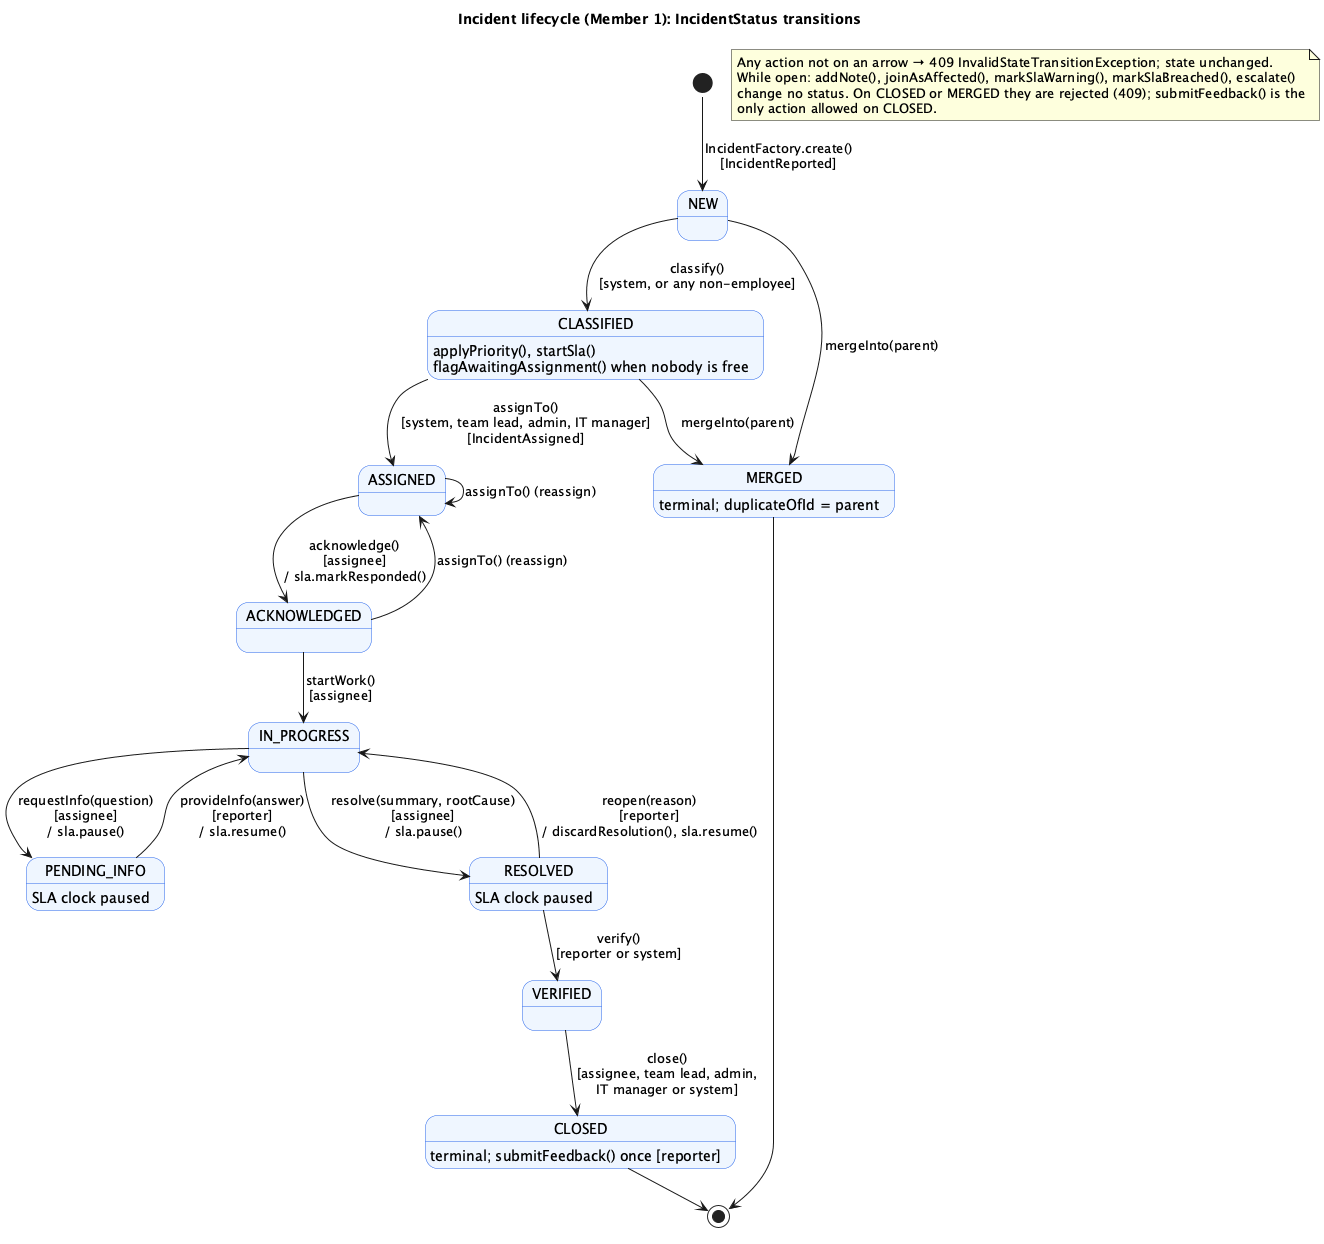 Incident lifecycle (Member 1): IncidentStatus transitions
Any action not on an arrow → 409 InvalidStateTransitionException; state unchanged.
While open: addNote(), joinAsAffected(), markSlaWarning(), markSlaBreached(), escalate()
change no status. On CLOSED or MERGED they are rejected (409); submitFeedback() is the
only action allowed on CLOSED.
IncidentFactory.create()
[IncidentReported]
NEW
classify()
[system, or any non-employee]
mergeInto(parent)
CLASSIFIED
applyPriority(), startSla()
flagAwaitingAssignment() when nobody is free
assignTo()
[system, team lead, admin, IT manager]
[IncidentAssigned]
mergeInto(parent)
ASSIGNED
assignTo() (reassign)
MERGED
terminal; duplicateOfId = parent
acknowledge()
[assignee]
/ sla.markResponded()
assignTo() (reassign)
ACKNOWLEDGED
startWork()
[assignee]
IN_PROGRESS
requestInfo(question)
[assignee]
/ sla.pause()
provideInfo(answer)
[reporter]
/ sla.resume()
resolve(summary, rootCause)
[assignee]
/ sla.pause()
reopen(reason)
[reporter]
/ discardResolution(), sla.resume()
PENDING_INFO
SLA clock paused
RESOLVED
SLA clock paused
verify()
[reporter or system]
VERIFIED
close()
[assignee, team lead, admin,
IT manager or system]
CLOSED
terminal; submitFeedback() once [reporter]